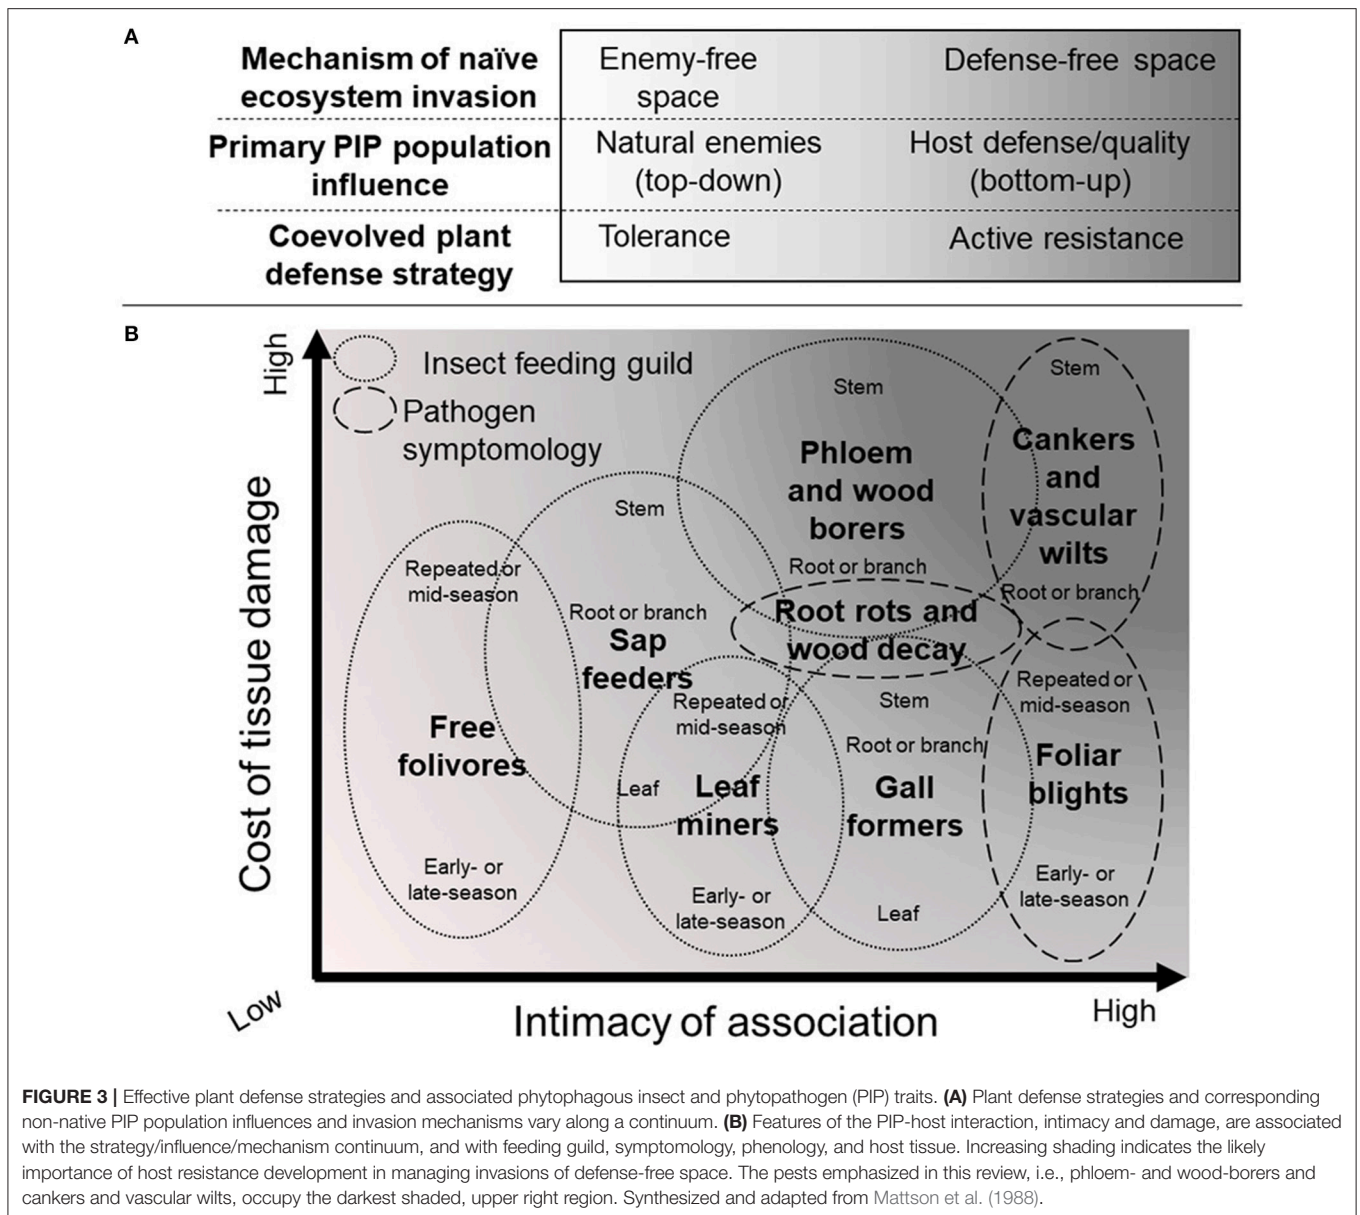 A
Mechanism of naïve
ecosystem invasion
Enemy-free
space
Defense-free space
Primary PIP population
influence
Natural enemies
(top-down)
Host defense/quality
(bottom-up)
Coevolved plant
defense strategy
Tolerance
Active resistance
B
High
Cost of tissue damage
Low
Insect feeding guild
Pathogen
symptomology
Stem
Phloem
and wood
borers
Root or branch
Stem
Cankers
and
vascular
wilts
Root or branch
Stem
Root or branch
Sap
feeders
Leaf
Repeated or
mid-season
Free
folivores
Early- or
late-season
Root rots and
wood decay
Repeated or
mid-season
Leaf
miners
Early- or
late-season
Stem
Root or branch
Gall
formers
Leaf
Repeated or
mid-season
Foliar
blights
Early- or
late-season
Intimacy of association
High
FIGURE 3 | Effective plant defense strategies and associated phytophagous insect and phytopathogen (PIP) traits. (A) Plant defense strategies and corresponding
non-native PIP population influences and invasion mechanisms vary along a continuum. (B) Features of the PIP-host interaction, intimacy and damage, are associated
with the strategy/influence/mechanism continuum, and with feeding guild, symptomology, phenology, and host tissue. Increasing shading indicates the likely
importance of host resistance development in managing invasions of defense-free space. The pests emphasized in this review, i.e., phloem- and wood-borers and
cankers and vascular wilts, occupy the darkest shaded, upper right region. Synthesized and adapted from Mattson et al. (1988).